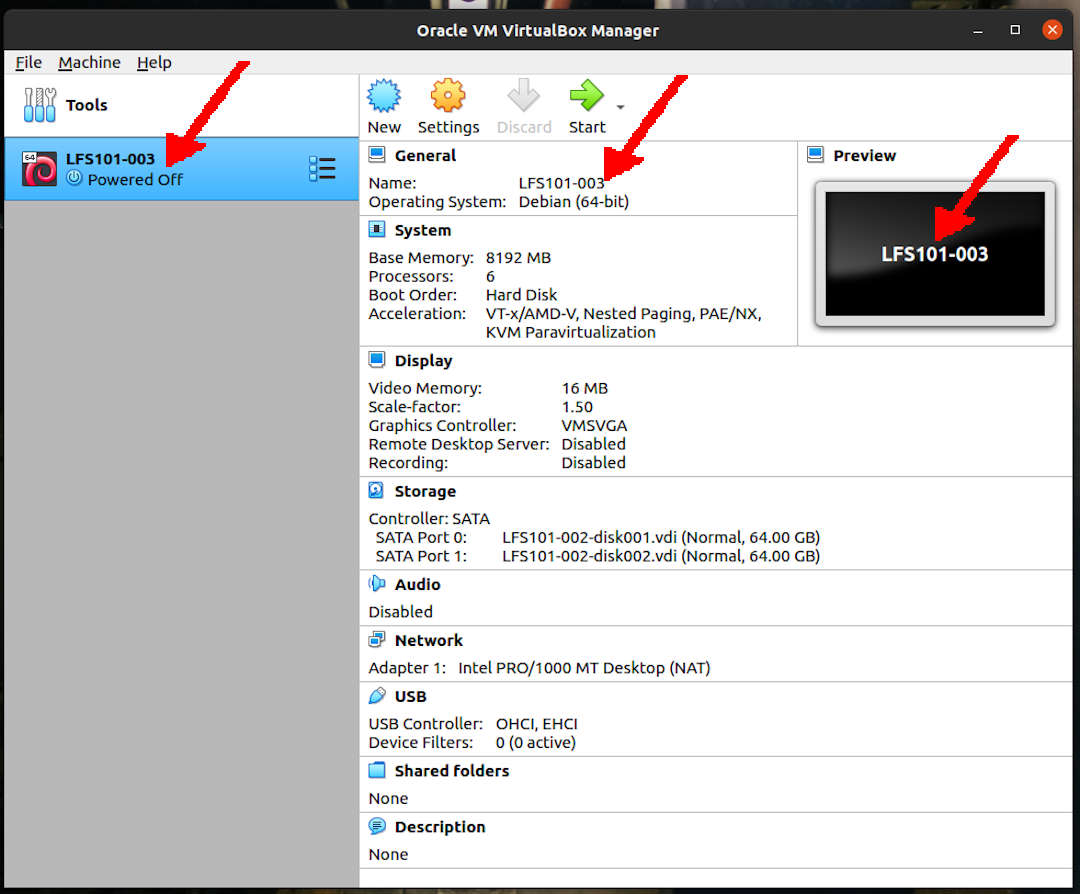 Oracle VM VirtualBox Manager
File Machine Help
Tools
New Settings Discard Start
64
LFS101-003
Powered Off
General
Name: LFS101-003
Operating System: Debian (64-bit)
Preview
LFS101-003
System
Base Memory: 8192 MB
Processors: 6
Boot Order: Hard Disk
Acceleration: VT-x/AMD-V, Nested Paging, PAE/NX,
KVM Paravirtualization
Display
Video Memory: 16 MB
Scale-factor: 1.50
Graphics Controller: VMSVGA
Remote Desktop Server: Disabled
Recording: Disabled
Storage
Controller: SATA
SATA Port 0: LFS101-002-disk001.vdi (Normal, 64.00 GB)
SATA Port 1: LFS101-002-disk002.vdi (Normal, 64.00 GB)
Audio
Disabled
Network
Adapter 1: Intel PRO/1000 MT Desktop (NAT)
USB
USB Controller: OHCI, EHCI
Device Filters: 0 (0 active)
Shared folders
None
Description
None